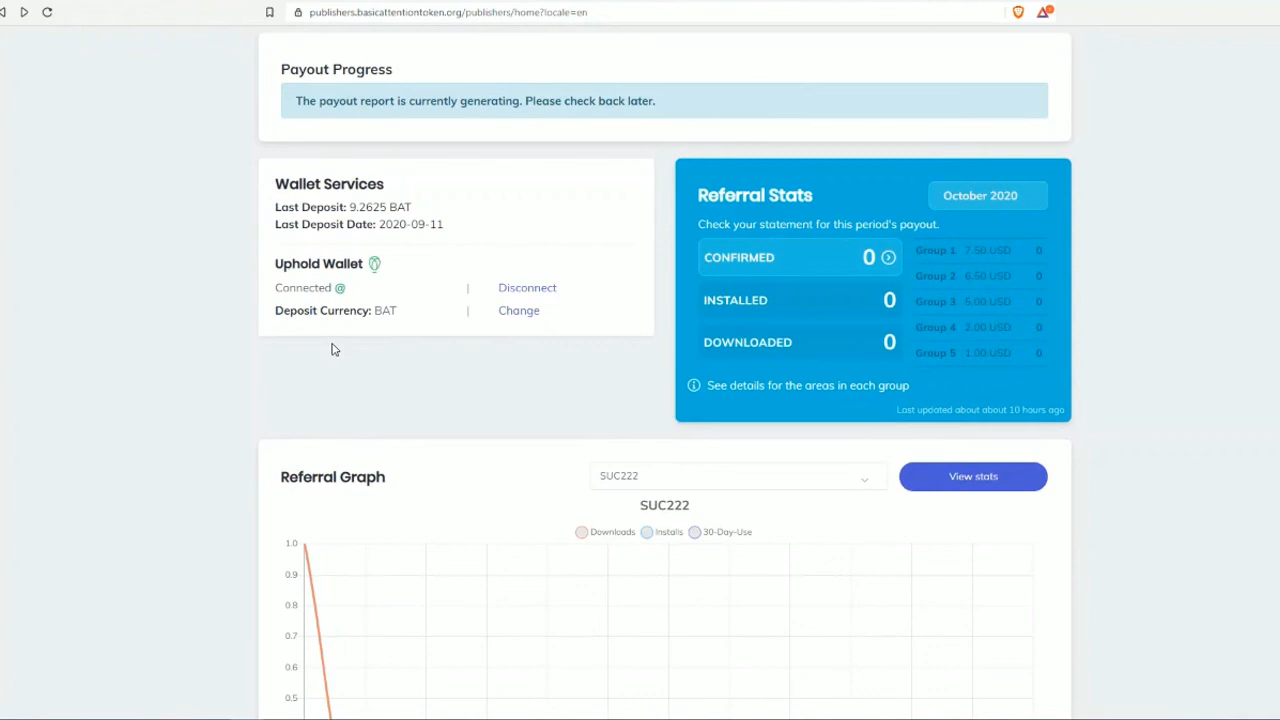 publishers.basicattentiontoken.org/publishers/home?locale=en
Payout Progress
The payout report is currently generating. Please check back later.
Wallet Services
Last Deposit: 9.2625 BAT
Last Deposit Date: 2020-09-11
Uphold Wallet
Connected @ | Disconnect
Deposit Currency: BAT | Change
Referral Stats
October 2020
Check your statement for this period's payout.
CONFIRMED 0
INSTALLED 0
DOWNLOADED 0
Group 1 7.50 USD 0
Group 2 6.50 USD 0
Group 3 5.00 USD 0
Group 4 2.00 USD 0
Group 5 1.00 USD 0
See details for the areas in each group
Last updated about about 10 hours ago
Referral Graph
SUC222
View stats
SUC222
Downloads Installs 30-Day-Use
1.0
0.9
0.8
0.7
0.6
0.5